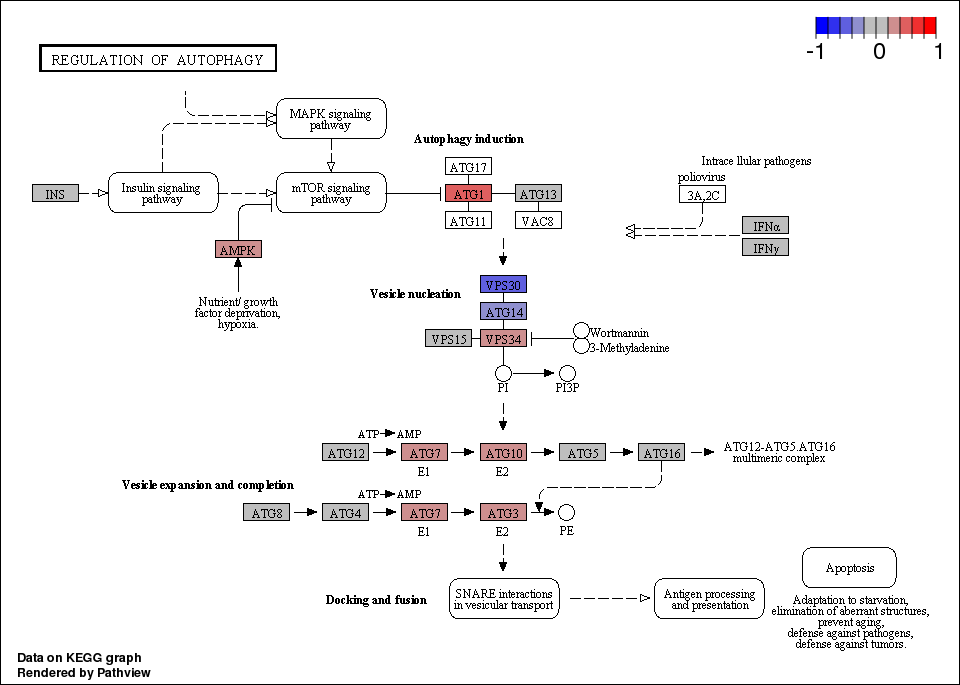 -1 0 1
REGULATION OF AUTOPHAGY
MAPK signaling
pathway
Autophagy induction
ATG17
Intrace llular pathogens
poliovirus
INS
Insulin signaling
pathway
mTOR signaling
pathway
ATG1
ATG13
3A,2C
ATG11
VAC8
IFNα
IFNγ
AMPK
Nutrient/ growth
factor deprivation,
hypoxia.
Vesicle nucleation
VPS30
ATG14
VPS15
VPS34
Wortmannin
3-Methyladenine
PI
PI3P
ATP
AMP
ATG12
ATG7
ATG10
ATG5
ATG16
ATG12-ATG5.ATG16
multimeric complex
E1
E2
Vesicle expansion and completion
ATP
AMP
ATG8
ATG4
ATG7
ATG3
E1
E2
PE
Apoptosis
Docking and fusion
SNARE interactions
in vesicular transport
Antigen processing
and presentation
Adaptation to starvation,
elimination of aberrant structures,
prevent aging,
defense against pathogens,
defense against tumors.
Data on KEGG graph
Rendered by Pathview